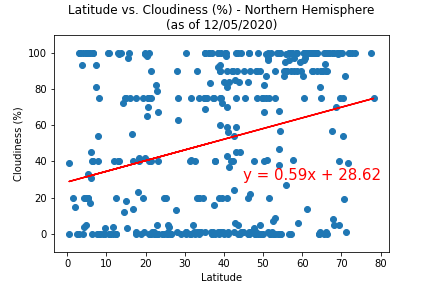 Latitude vs. Cloudiness (%) - Northern Hemisphere
(as of 12/05/2020)
100
80
60
40
20
0
Cloudiness (%)
y = 0.59x + 28.62
0 10 20 30 40 50 60 70 80
Latitude